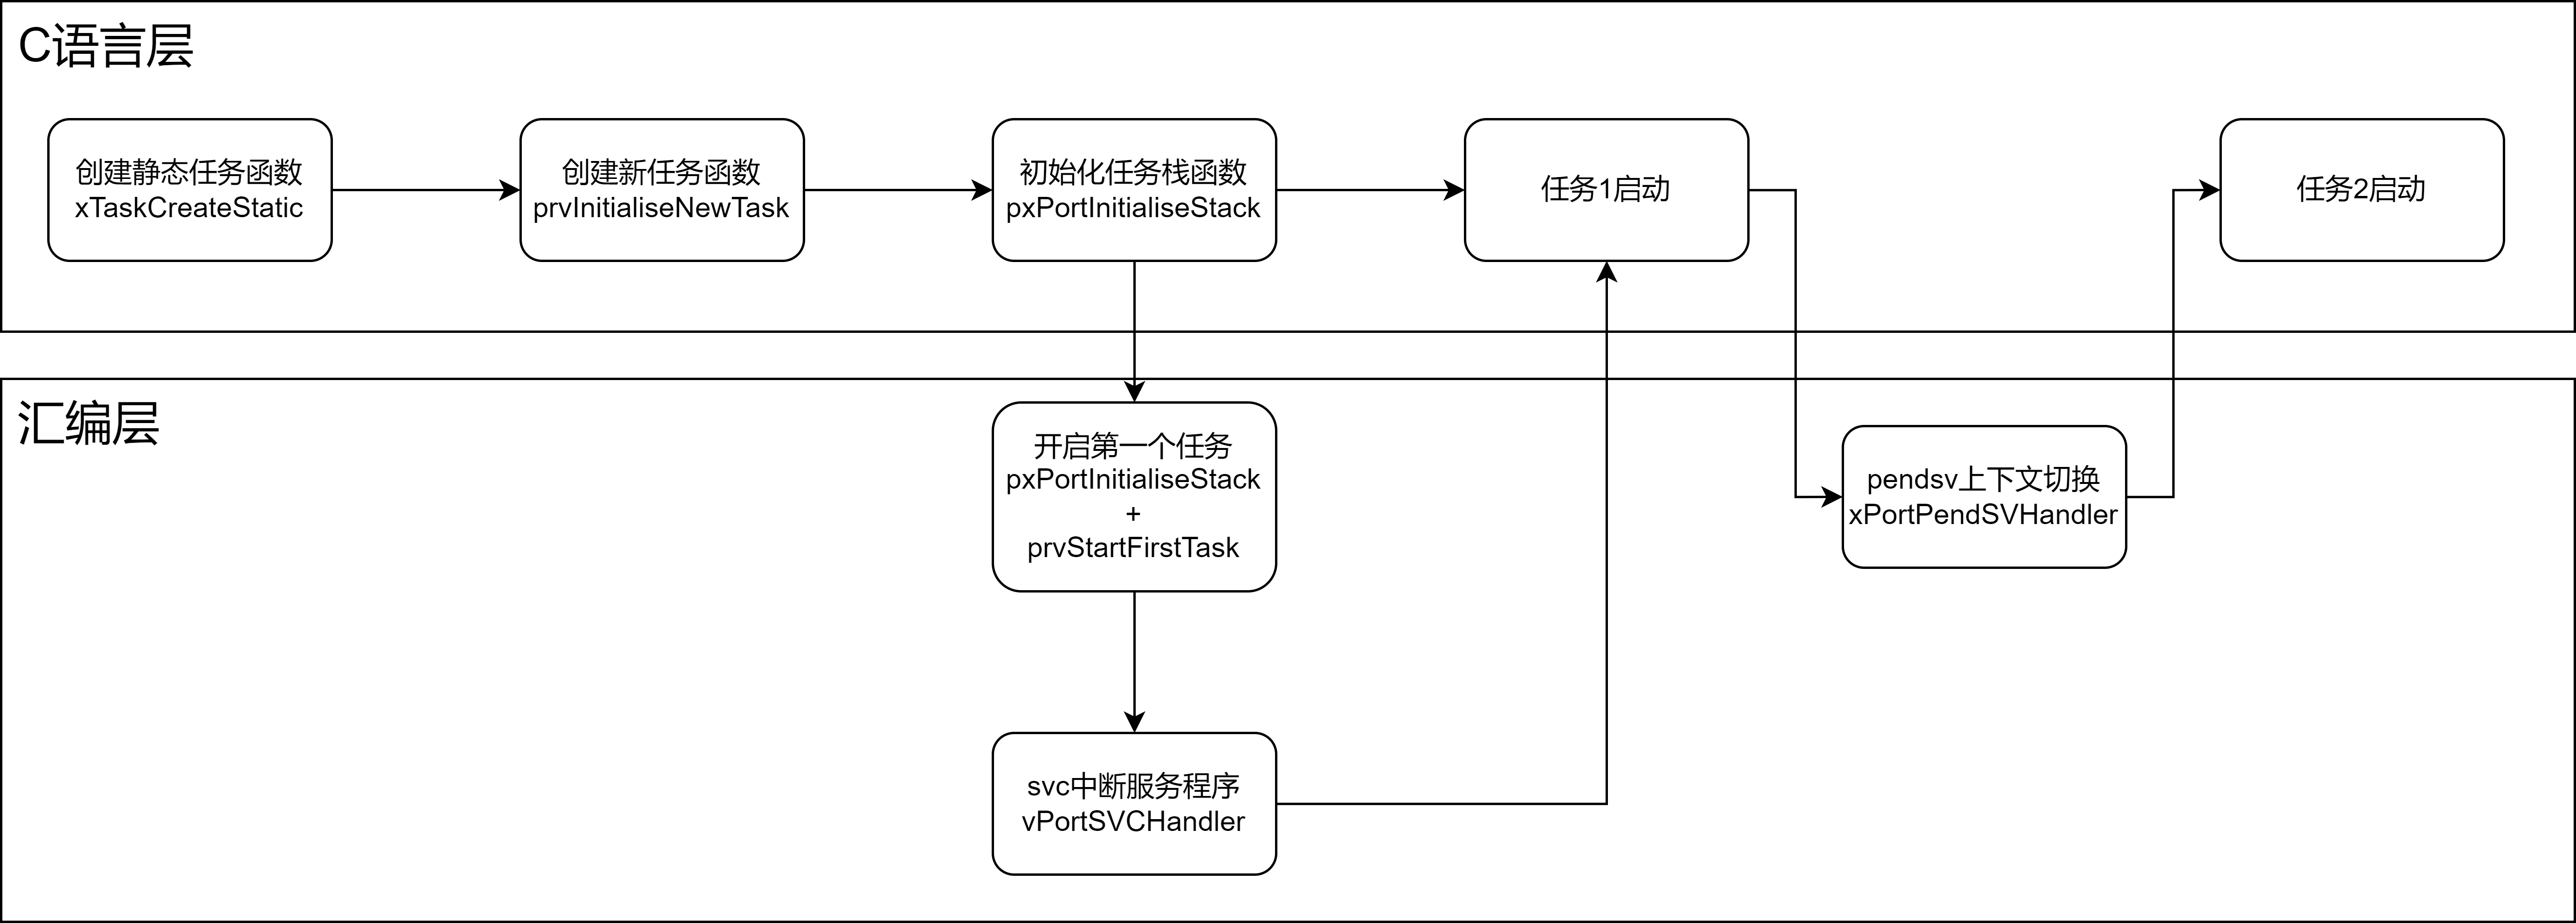 C语言层
创建静态任务函数
xTaskCreateStatic
创建新任务函数
prvInitialiseNewTask
初始化任务栈函数
pxPortInitialiseStack
任务1启动
任务2启动
汇编层
开启第一个任务
pxPortInitialiseStack
+
prvStartFirstTask
pendsv上下文切换
xPortPendSVHandler
svc中断服务程序
vPortSVCHandler